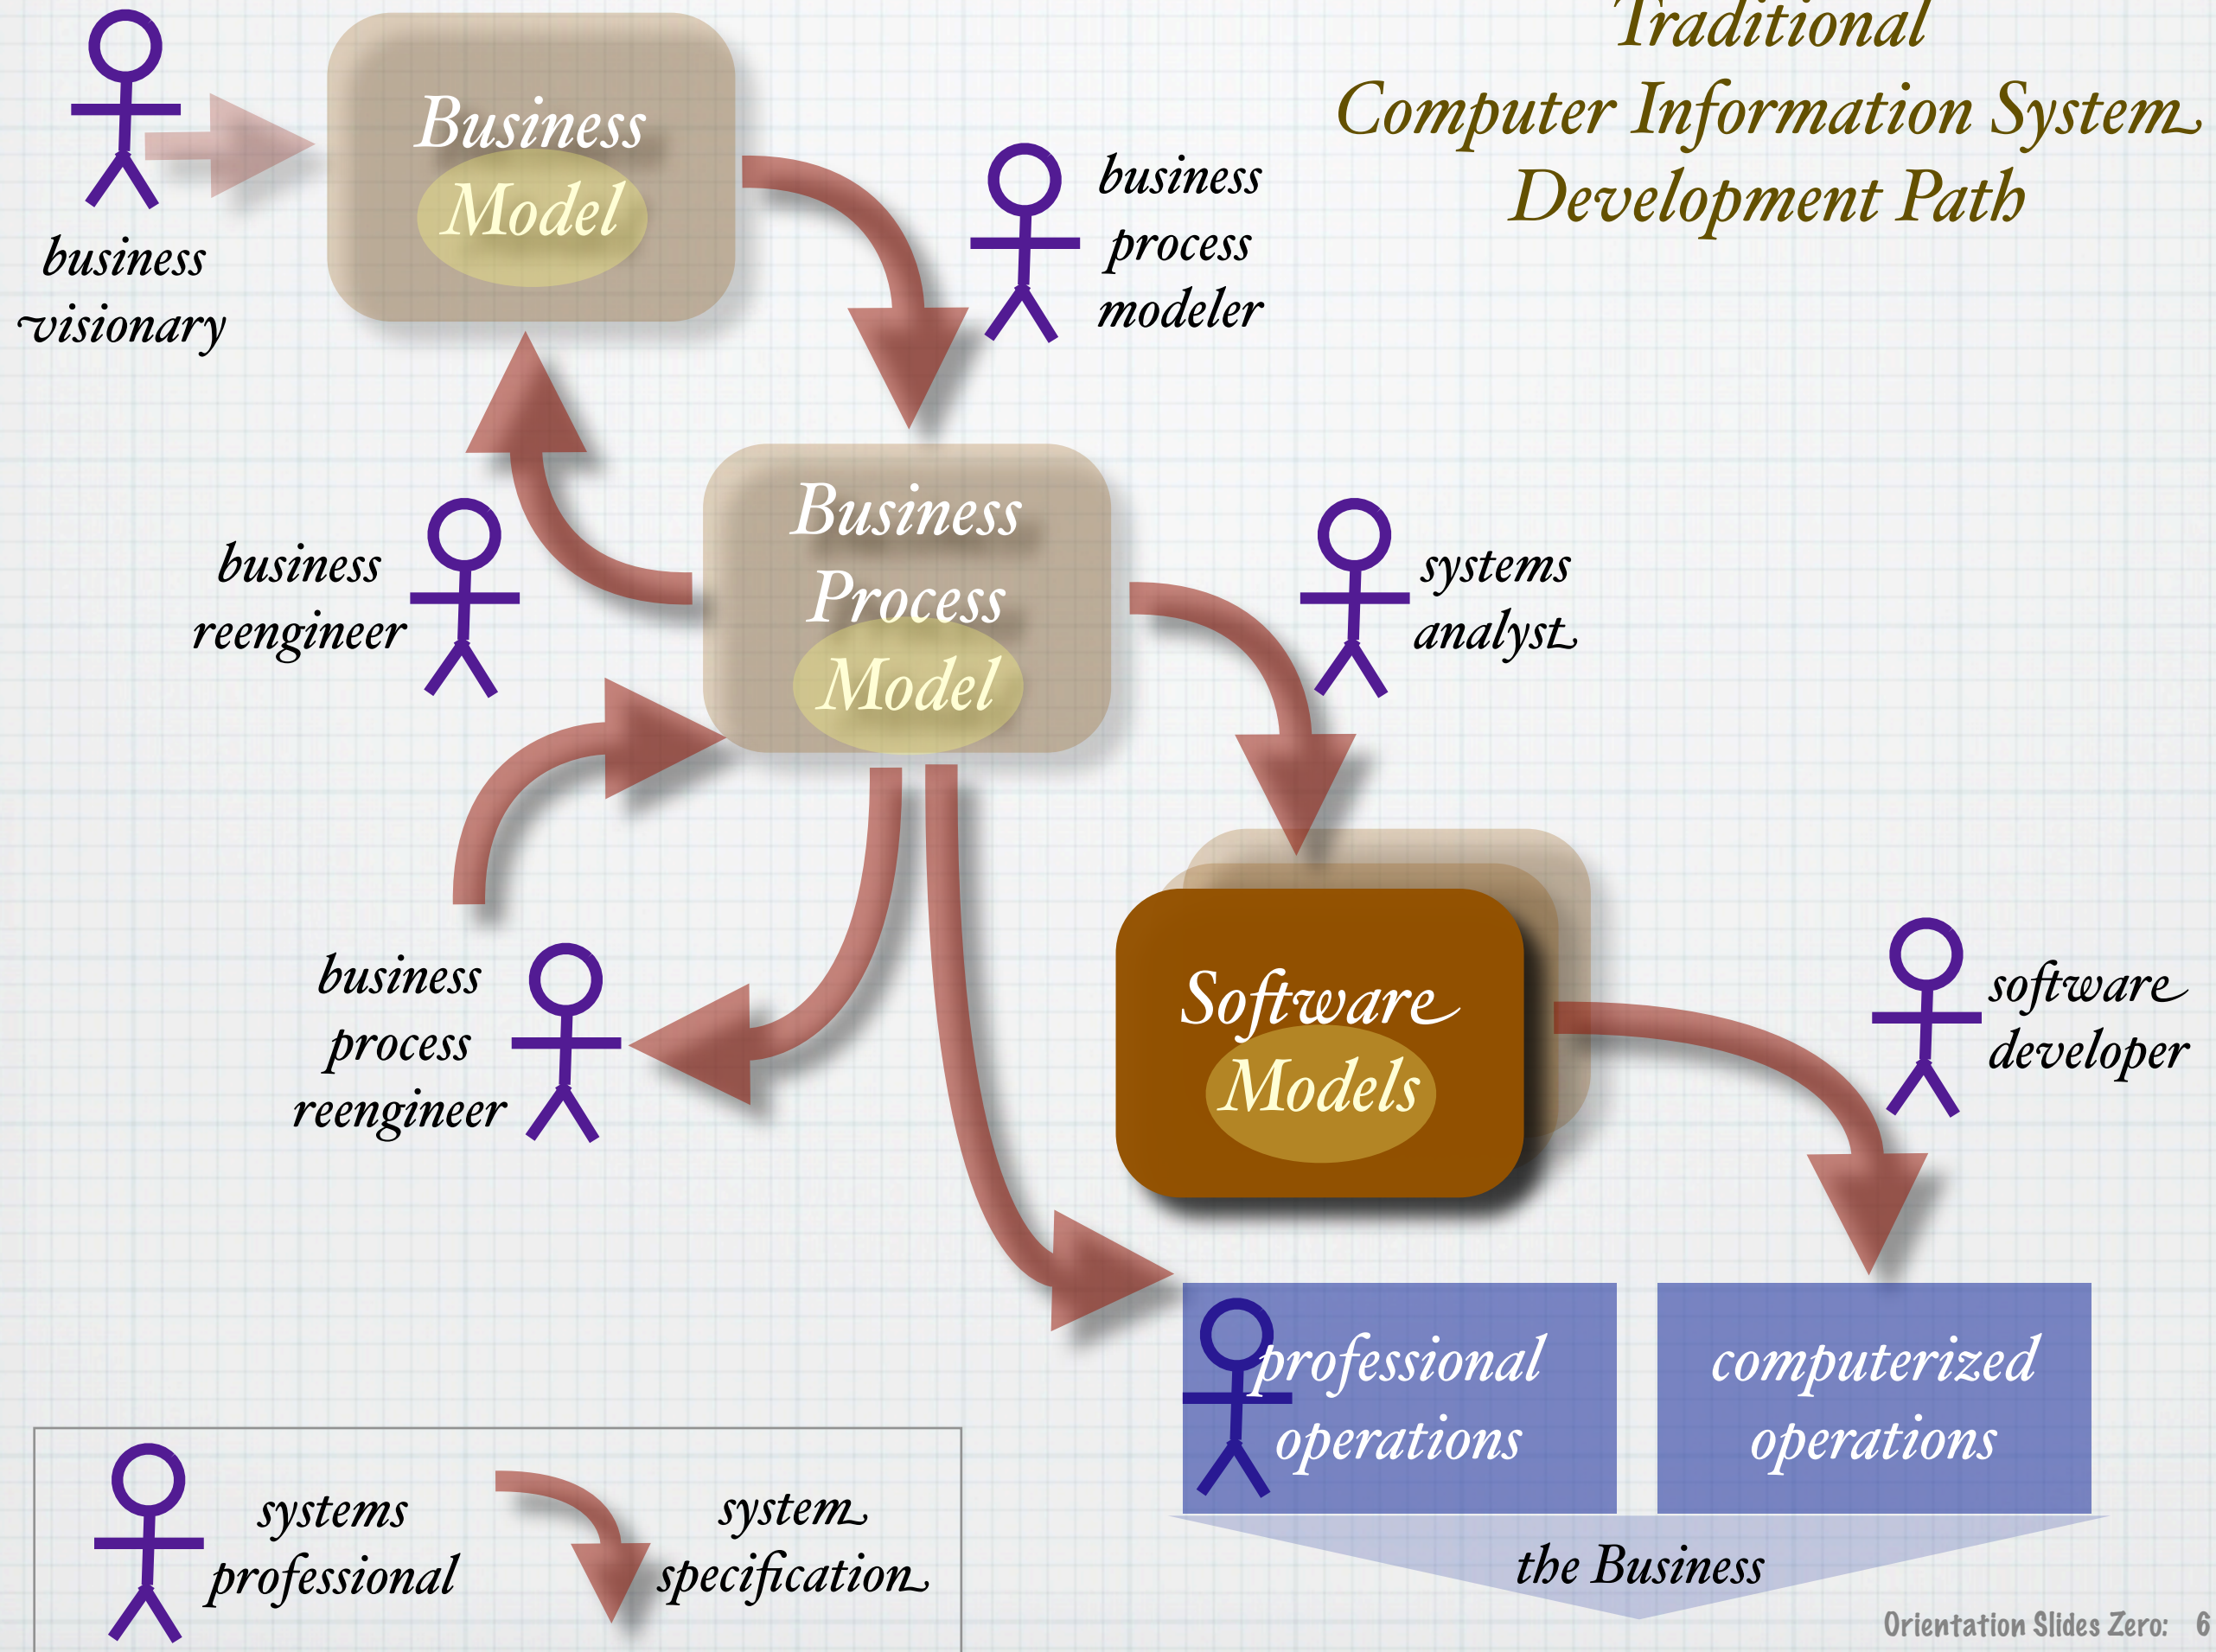 Traditional
Computer Information System
Development Path
Business
Model
business
visionary
business
process
modeler
Business
Process
Model
business
reengineer
systems
analyst
business
process
reengineer
Software
Models
software
developer
professional
operations
computerized
operations
the Business
systems
professional
system
specification
Orientation Slides Zero: 6